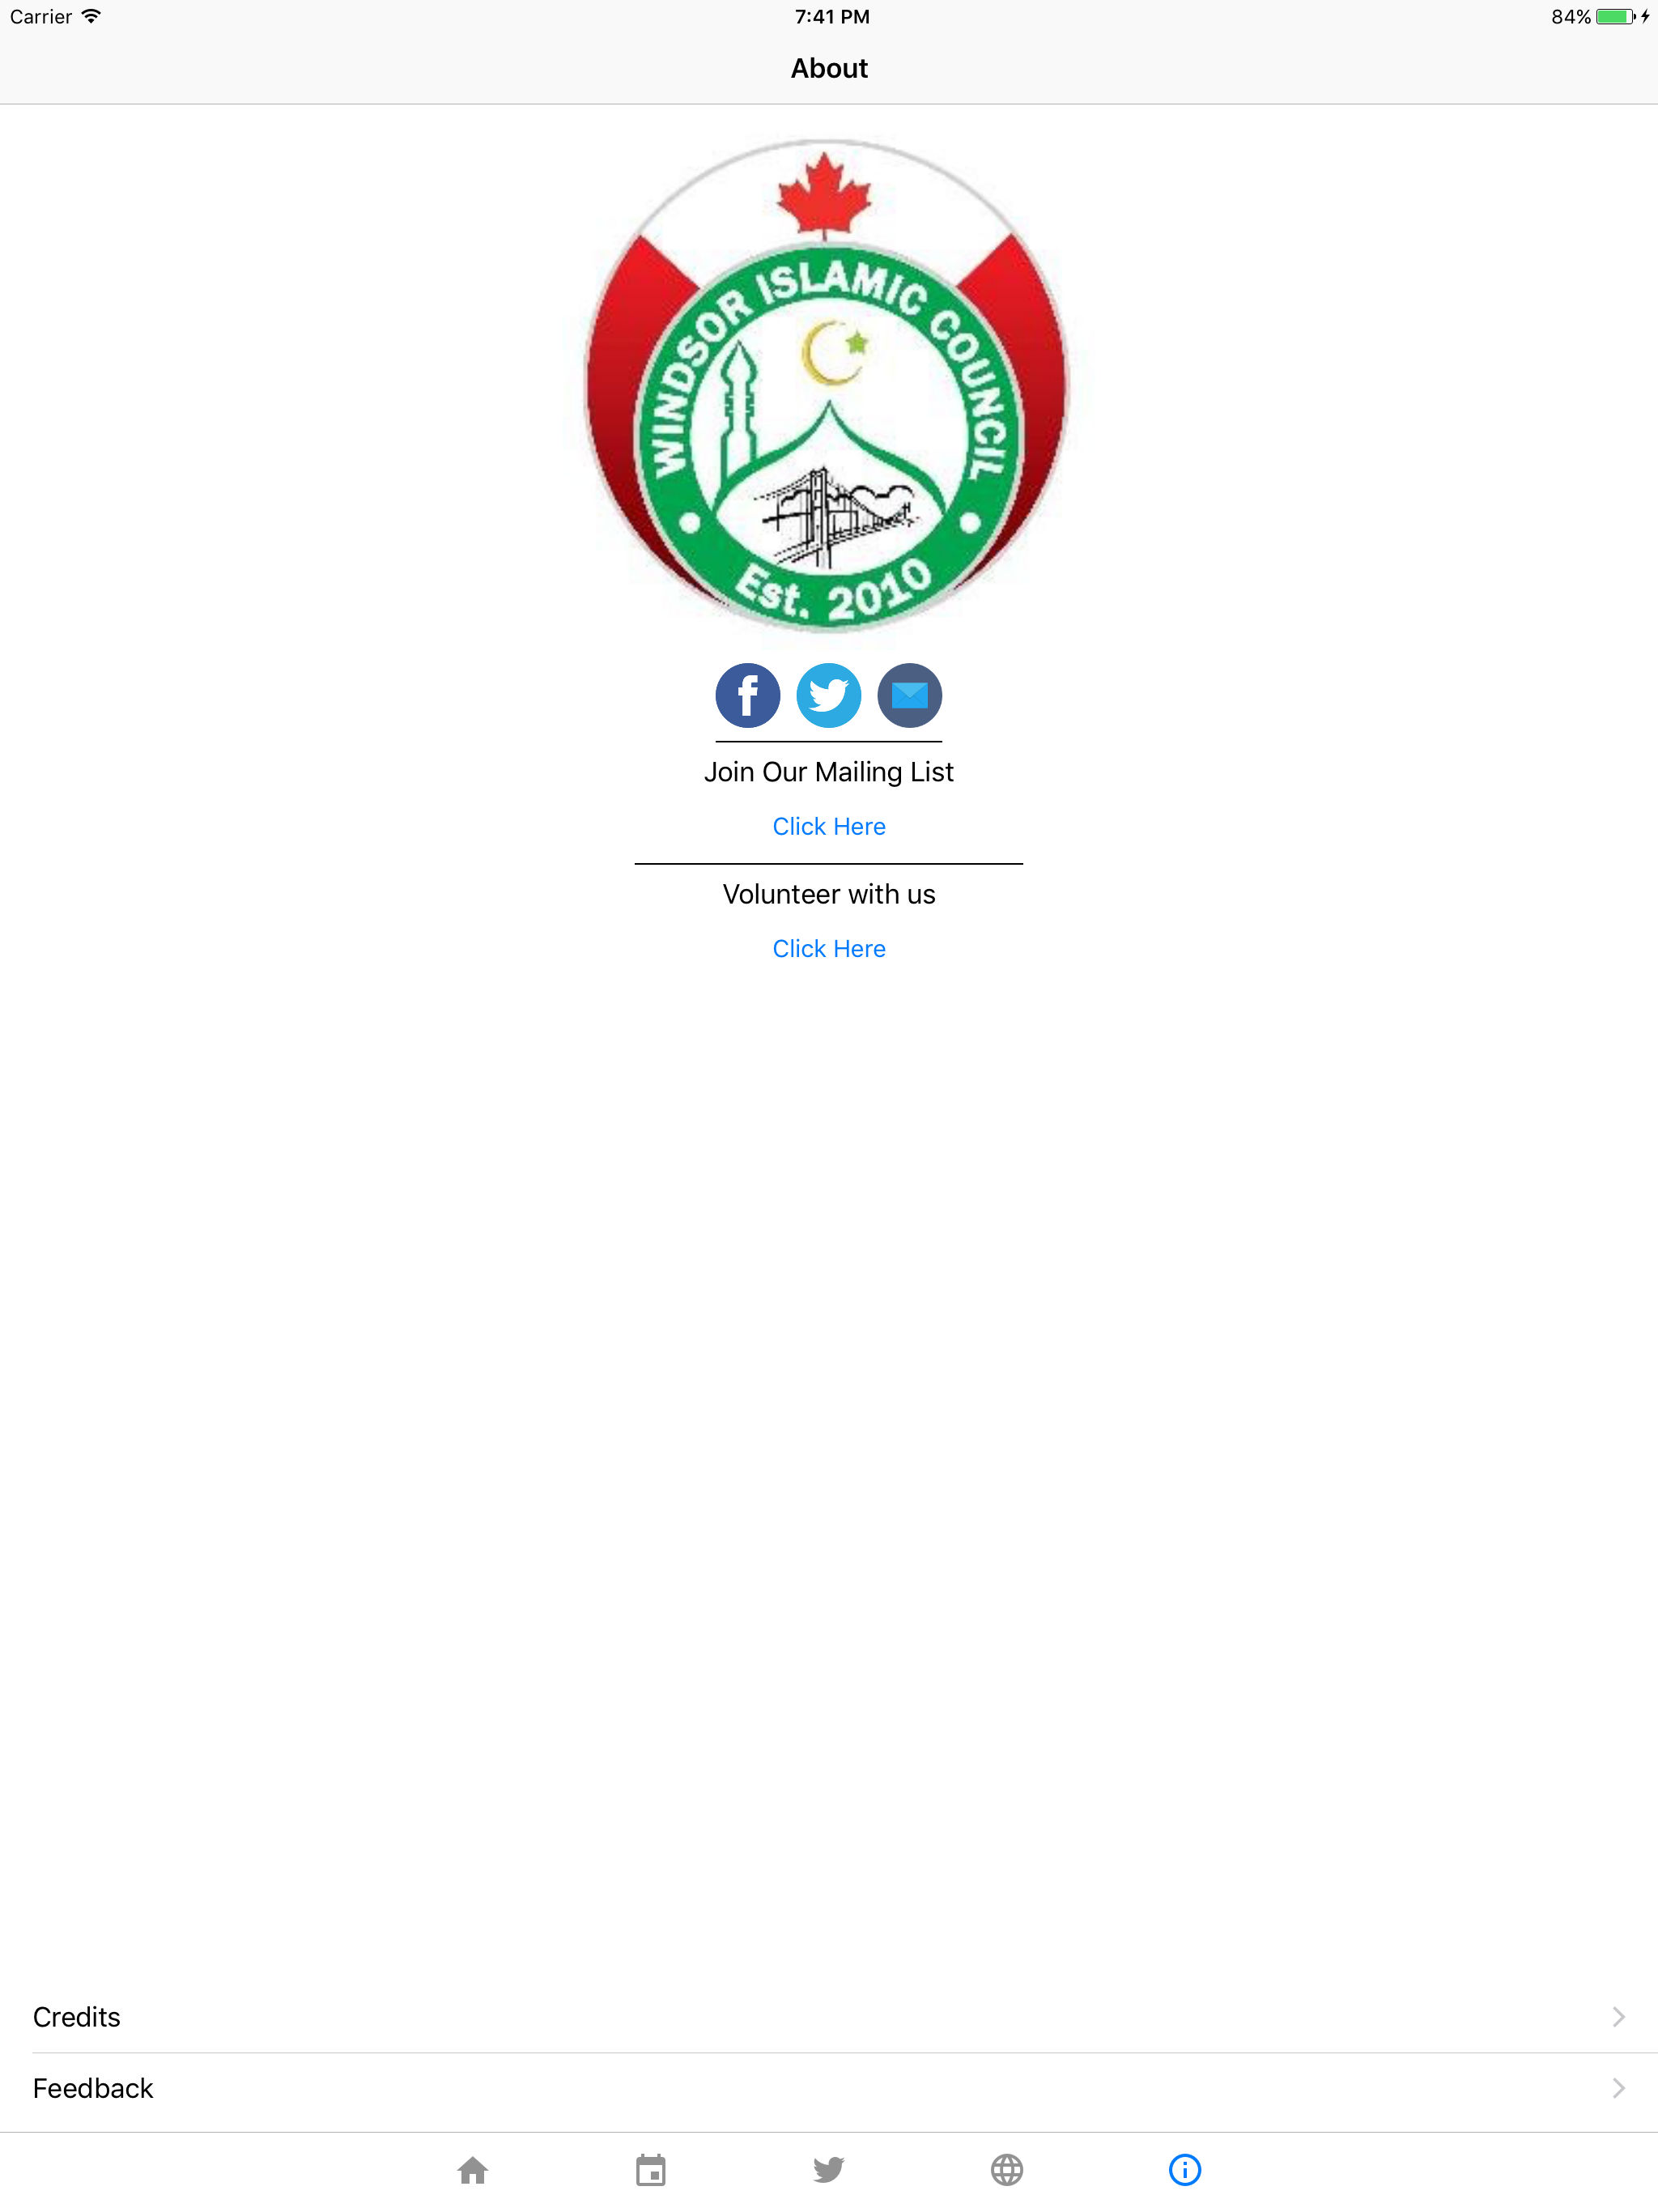 Carrier 7:41 PM 84%
About
WINDSOR ISLAMIC COUNCIL
Est. 2010
Join Our Mailing List
Click Here
Volunteer with us
Click Here
Credits
Feedback